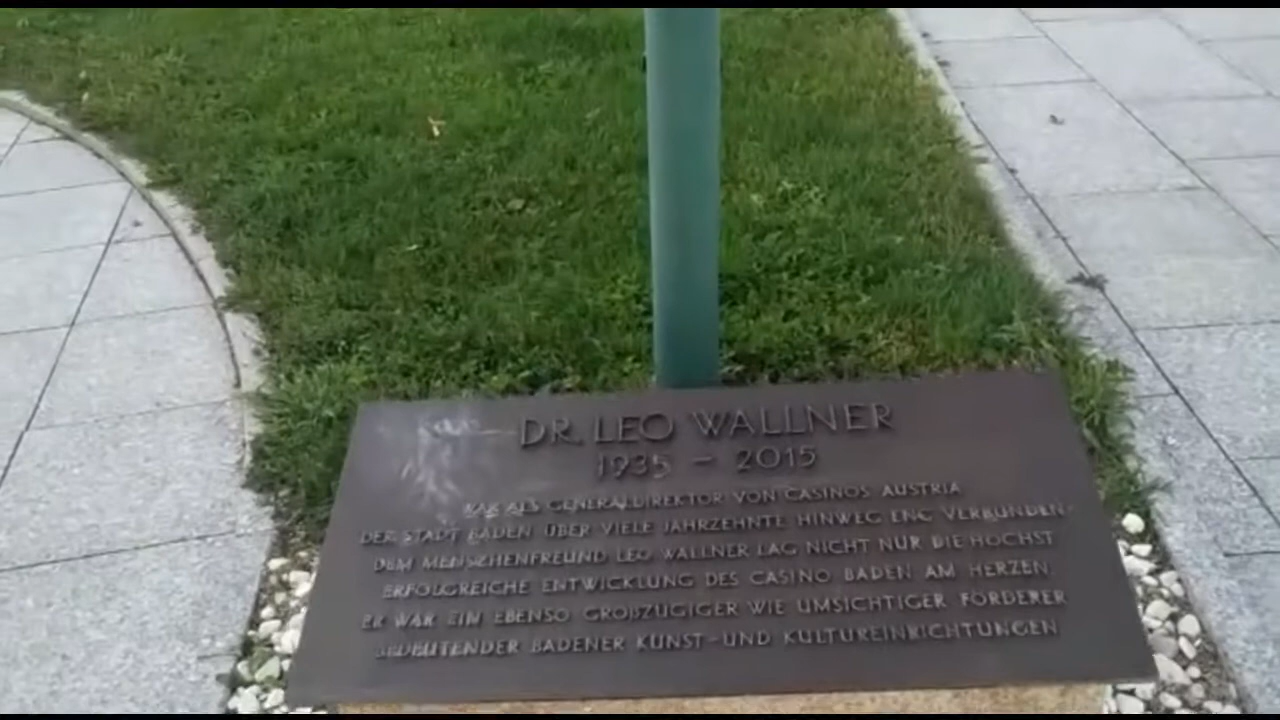 DR. LEO WALLNER
1935 – 2015
WAR ALS GENERALDIREKTOR VON CASINOS AUSTRIA
DER STADT BADEN ÜBER VIELE JAHRZEHNTE HINWEG ENG VERBUNDEN.
DEM MENSCHENFREUND LEO WALLNER LAG NICHT NUR DIE HÖCHST
ERFOLGREICHE ENTWICKLUNG DES CASINO BADEN AM HERZEN,
ER WAR EIN EBENSO GROßZÜGIGER WIE UMSICHTIGER FÖRDERER
BEDEUTENDER BADENER KUNST-UND KULTUREINRICHTUNGEN